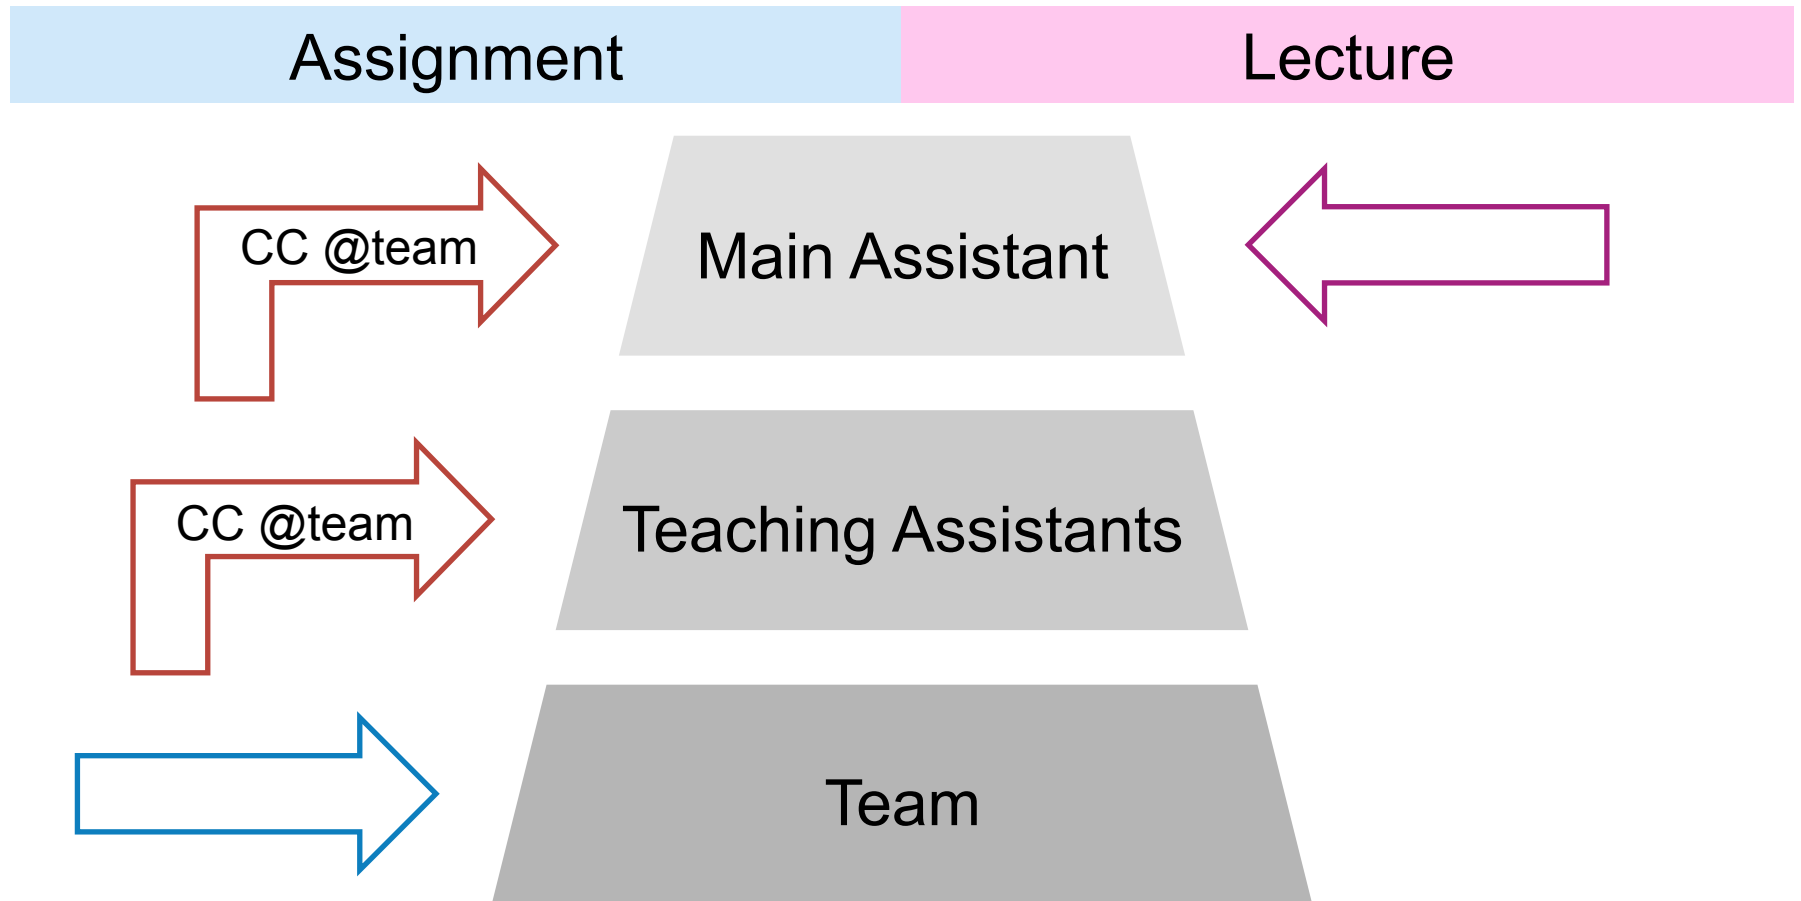 Assignment
Lecture
CC @team
Main Assistant
CC @team
Teaching Assistants
Team